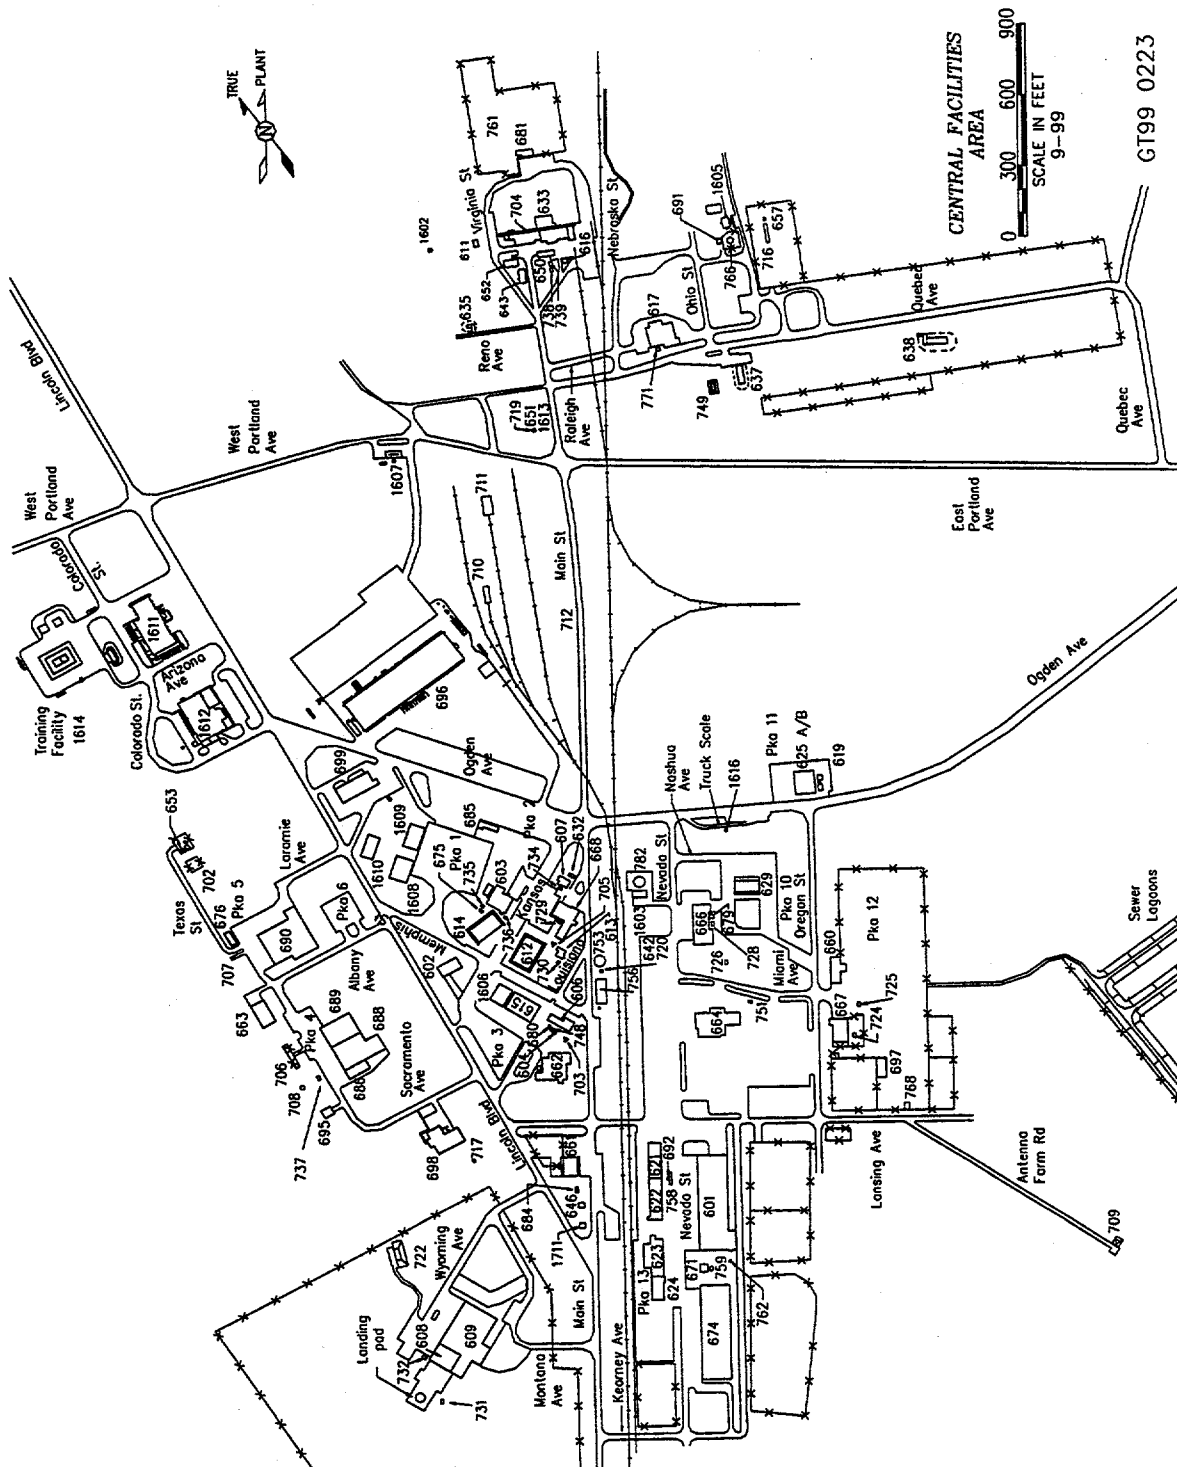 TRUE
PLANT
N
CENTRAL FACILITIES
AREA
0 300 600 900
SCALE IN FEET
9-99
GT99 0223
Lincoln Blvd
West
Portland
Ave
West
Portland
Ave
Colorado
St.
Training
Facility
1614
1611
Arizona
Ave
Colorado St.
1612
653
702
Texas
St
676
Pka 5
Laramie
Ave
707
690
Pka 6
663
Albany
Ave
Pka 4
689
688
686
706
708
695
737
Sacramento
Ave
698
717
Lincoln Blvd
Memphis
602
1606
615
Pka 3
699
1609
1610
1608
Pka 1
675
735
685
Pka 2
Ogden
Ave
614
603
736
Kansas
734
607
632
668
729
705
612
730
Louisiana
613
606
680
604
662
748
703
753
756
642
720
1603
782
Nevada St
Nashua
Ave
Truck Scale
1616
Pka 11
625 A/B
619
Ogden Ave
666
679
629
726
728
Pka 10
Oregon St
Miami
Ave
751
664
660
Pka 12
667
725
724
697
768
Sewer
Lagoons
Lansing Ave
Antenna
Farm Rd
709
661
684
646
1711
Main St
Montana
Ave
Kearney Ave
Wyoming
Ave
722
Landing
pad
732
608
609
731
Pka 13
624
623
622
621
692
758
Nevada St
601
671
759
762
674
696
1607
710
711
712
Main St
719
1651
1613
Raleigh
Ave
Reno
Ave
635
1602
611
Virginia St
652
643
650
738
739
616
704
633
681
761
Nebraska St
691
1605
766
716
657
Ohio St
617
771
749
637
638
Quebec
Ave
Quebec
Ave
East
Portland
Ave